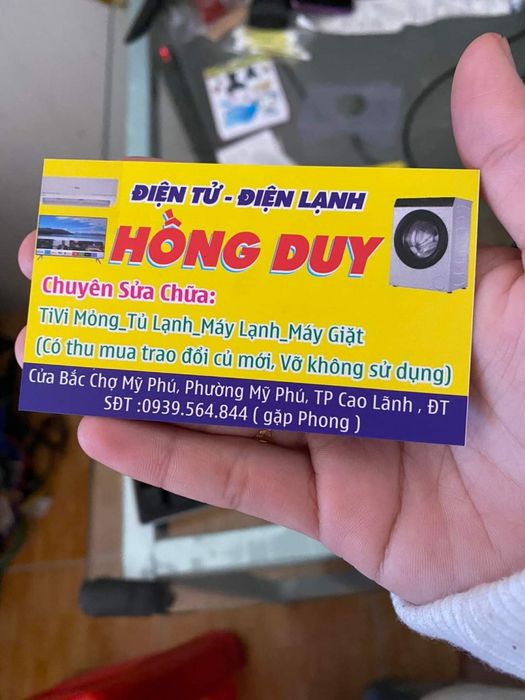 ĐIỆN TỬ - ĐIỆN LẠNH
HỒNG DUY
Chuyên Sửa Chữa:
TiVi Mỏng_Tủ Lạnh_Máy Lạnh_Máy Giặt
(Có thu mua trao đổi củ mới, Vỡ không sử dụng)
Cửa Bắc Chợ Mỹ Phú, Phường Mỹ Phú, TP Cao Lãnh , ĐT
SĐT :0939.564.844 ( gặp Phong )